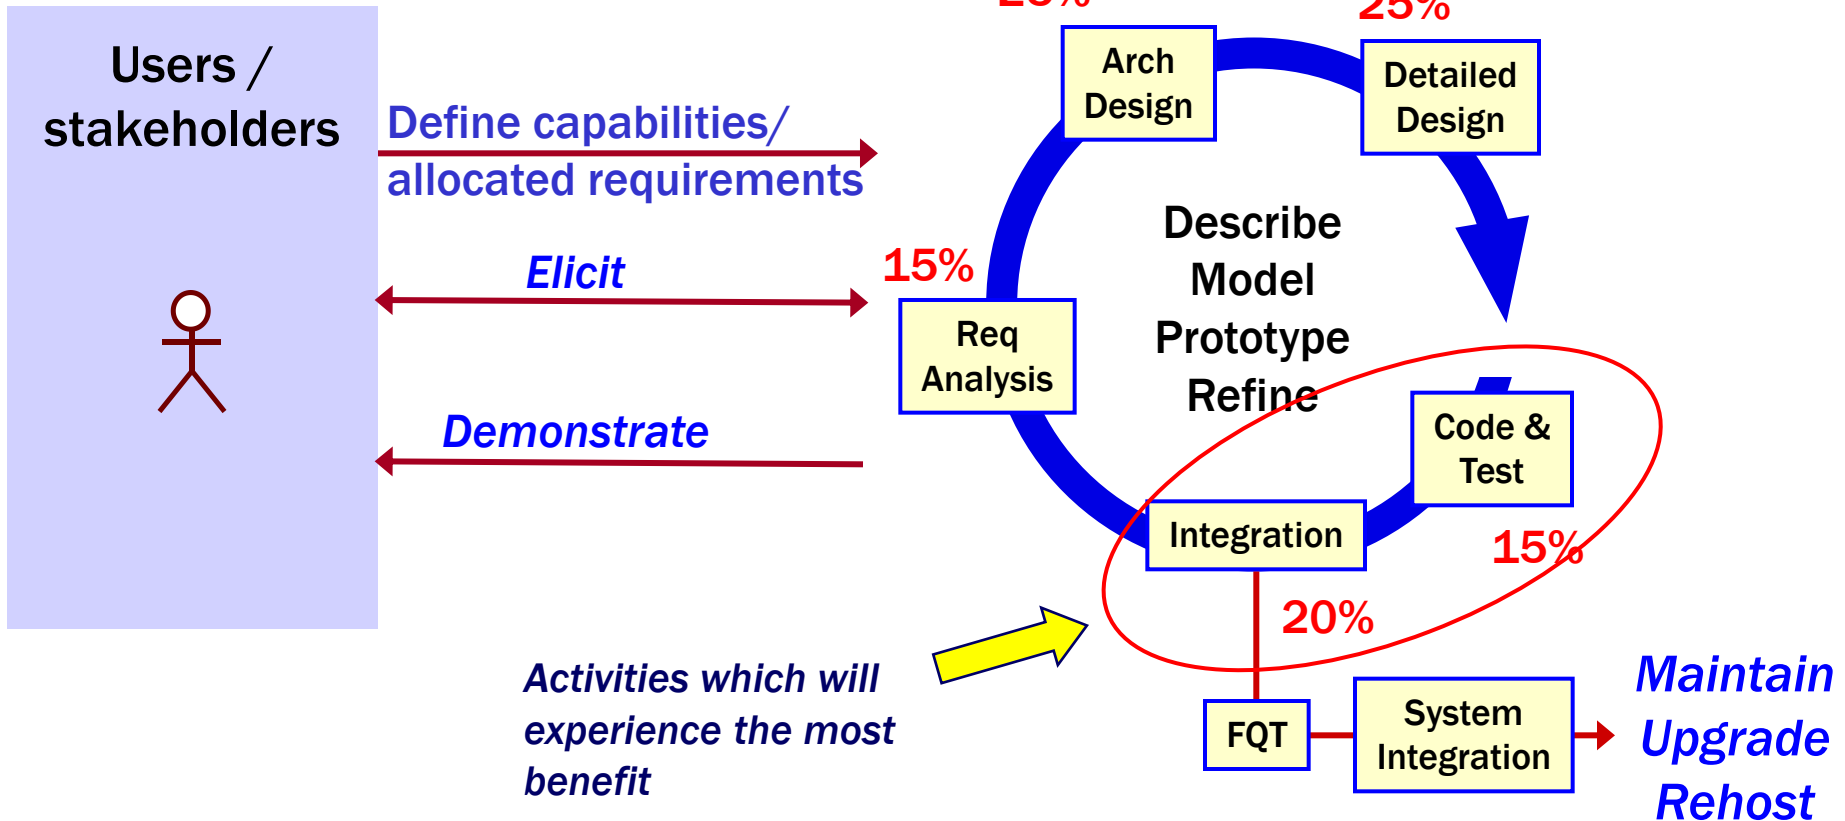 Users /
stakeholders
Define capabilities/
allocated requirements
Elicit
Demonstrate
25%
Arch
Design
Detailed
Design
15%
Req
Analysis
Describe
Model
Prototype
Refine
Code &
Test
15%
Integration
20%
Activities which will
experience the most
benefit
FQT
System
Integration
Maintain
Upgrade
Rehost